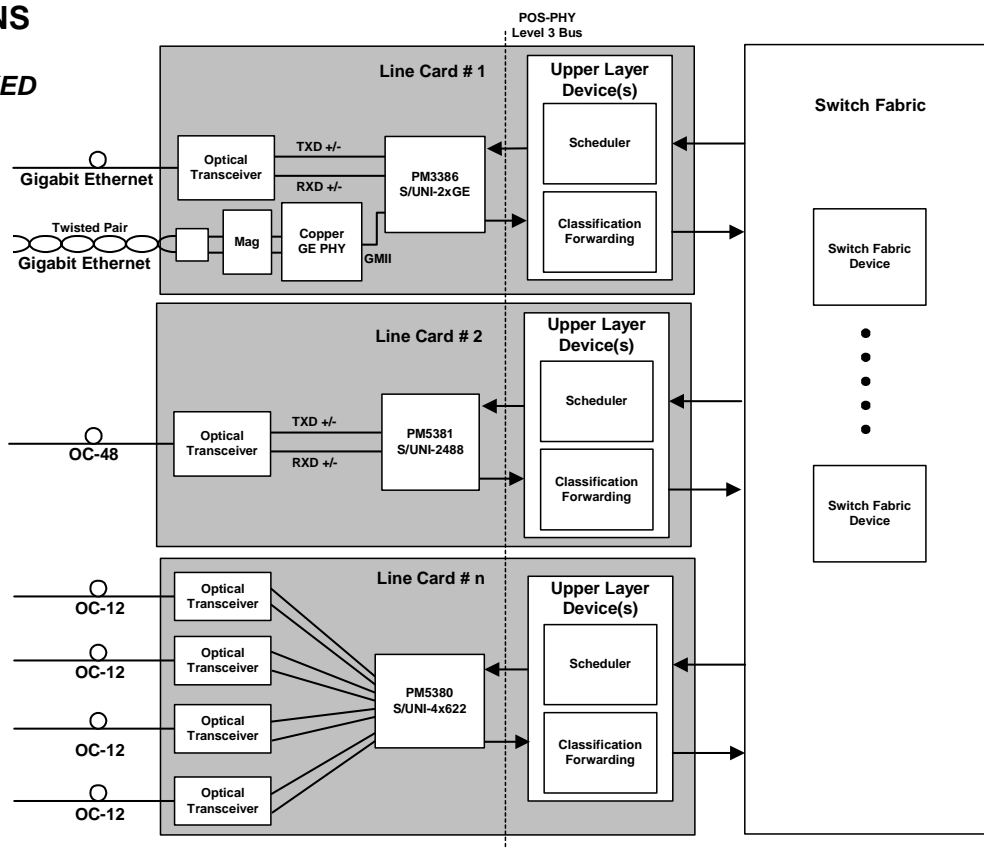 NS
ED
POS-PHY
Level 3 Bus
Line Card # 1
Upper Layer
Device(s)
Scheduler
Classification
Forwarding
Optical
Transceiver
TXD +/-
RXD +/-
PM3386
S/UNI-2xGE
Gigabit Ethernet
Twisted Pair
Gigabit Ethernet
Mag
Copper
GE PHY
GMII
Switch Fabric
Switch Fabric
Device
Switch Fabric
Device
Line Card # 2
Upper Layer
Device(s)
Scheduler
Classification
Forwarding
OC-48
Optical
Transceiver
TXD +/-
RXD +/-
PM5381
S/UNI-2488
Line Card # n
Upper Layer
Device(s)
Scheduler
Classification
Forwarding
OC-12
Optical
Transceiver
OC-12
Optical
Transceiver
OC-12
Optical
Transceiver
OC-12
Optical
Transceiver
PM5380
S/UNI-4x622